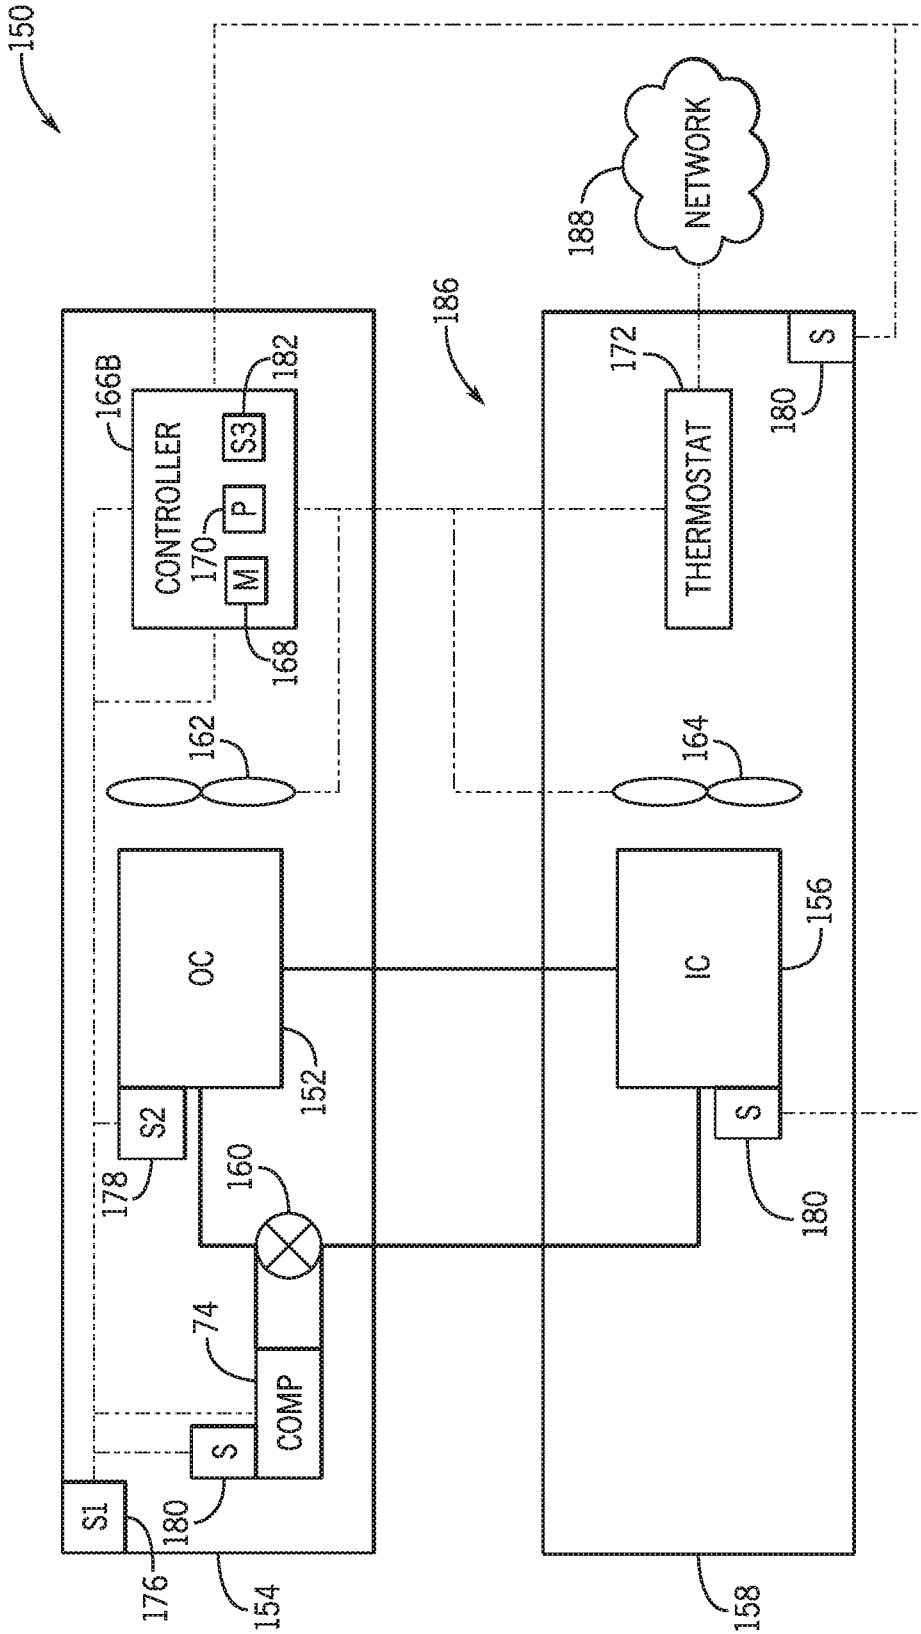 150
S1
176
154
S
180
COMP
74
160
S2
178
OC
152
162
CONTROLLER
166B
M
168
P
170
S3
182
186
NETWORK
188
THERMOSTAT
172
S
180
164
IC
156
S
180
158